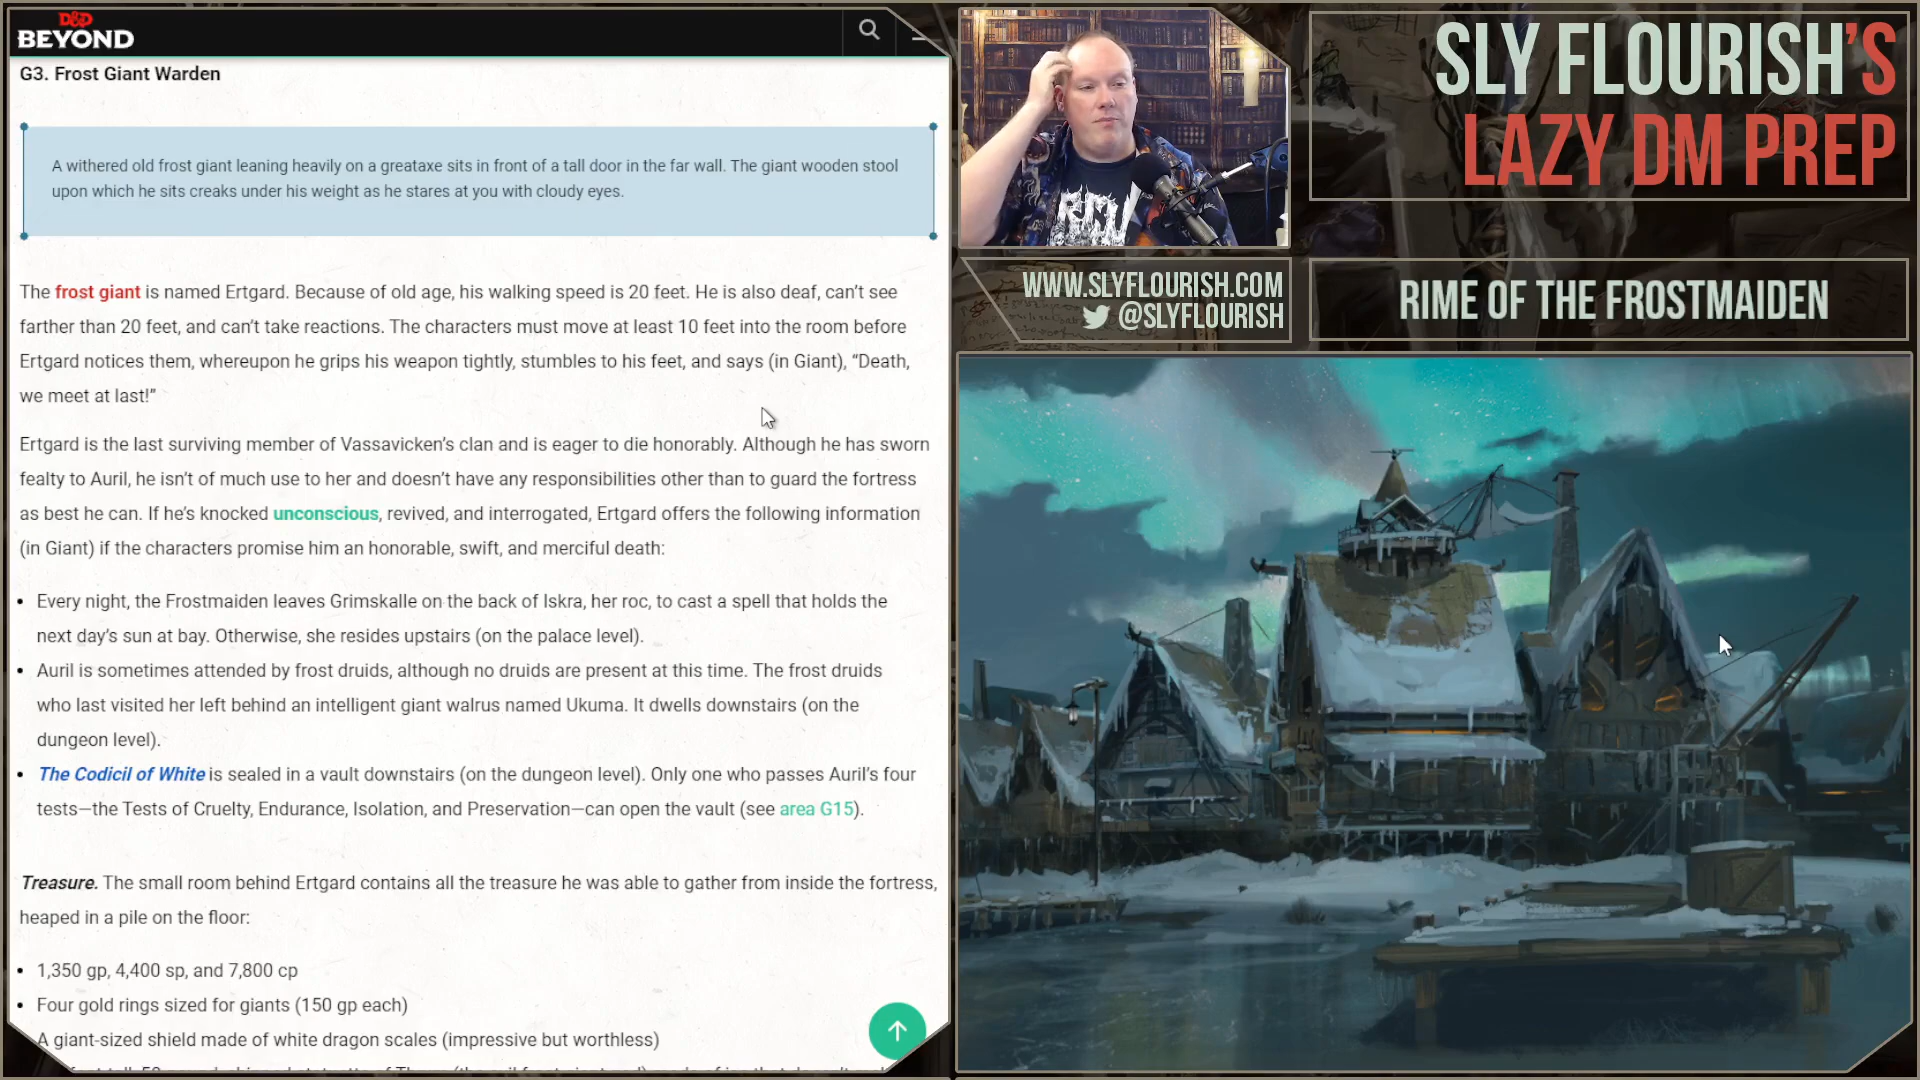 D&D
BEYOND
G3. Frost Giant Warden
A withered old frost giant leaning heavily on a greataxe sits in front of a tall door in the far wall. The giant wooden stool
upon which he sits creaks under his weight as he stares at you with cloudy eyes.
The frost giant is named Ertgard. Because of old age, his walking speed is 20 feet. He is also deaf, can’t see
farther than 20 feet, and can’t take reactions. The characters must move at least 10 feet into the room before
Ertgard notices them, whereupon he grips his weapon tightly, stumbles to his feet, and says (in Giant), “Death,
we meet at last!”
Ertgard is the last surviving member of Vassavicken’s clan and is eager to die honorably. Although he has sworn
fealty to Auril, he isn’t of much use to her and doesn’t have any responsibilities other than to guard the fortress
as best he can. If he’s knocked unconscious, revived, and interrogated, Ertgard offers the following information
(in Giant) if the characters promise him an honorable, swift, and merciful death:
• Every night, the Frostmaiden leaves Grimskalle on the back of Iskra, her roc, to cast a spell that holds the
next day’s sun at bay. Otherwise, she resides upstairs (on the palace level).
• Auril is sometimes attended by frost druids, although no druids are present at this time. The frost druids
who last visited her left behind an intelligent giant walrus named Ukuma. It dwells downstairs (on the
dungeon level).
• The Codicil of White is sealed in a vault downstairs (on the dungeon level). Only one who passes Auril’s four
tests—the Tests of Cruelty, Endurance, Isolation, and Preservation—can open the vault (see area G15).
Treasure. The small room behind Ertgard contains all the treasure he was able to gather from inside the fortress,
heaped in a pile on the floor:
• 1,350 gp, 4,400 sp, and 7,800 cp
• Four gold rings sized for giants (150 gp each)
A giant-sized shield made of white dragon scales (impressive but worthless)
SLY FLOURISH’S
LAZY DM PREP
WWW.SLYFLOURISH.COM
@SLYFLOURISH
RIME OF THE FROSTMAIDEN